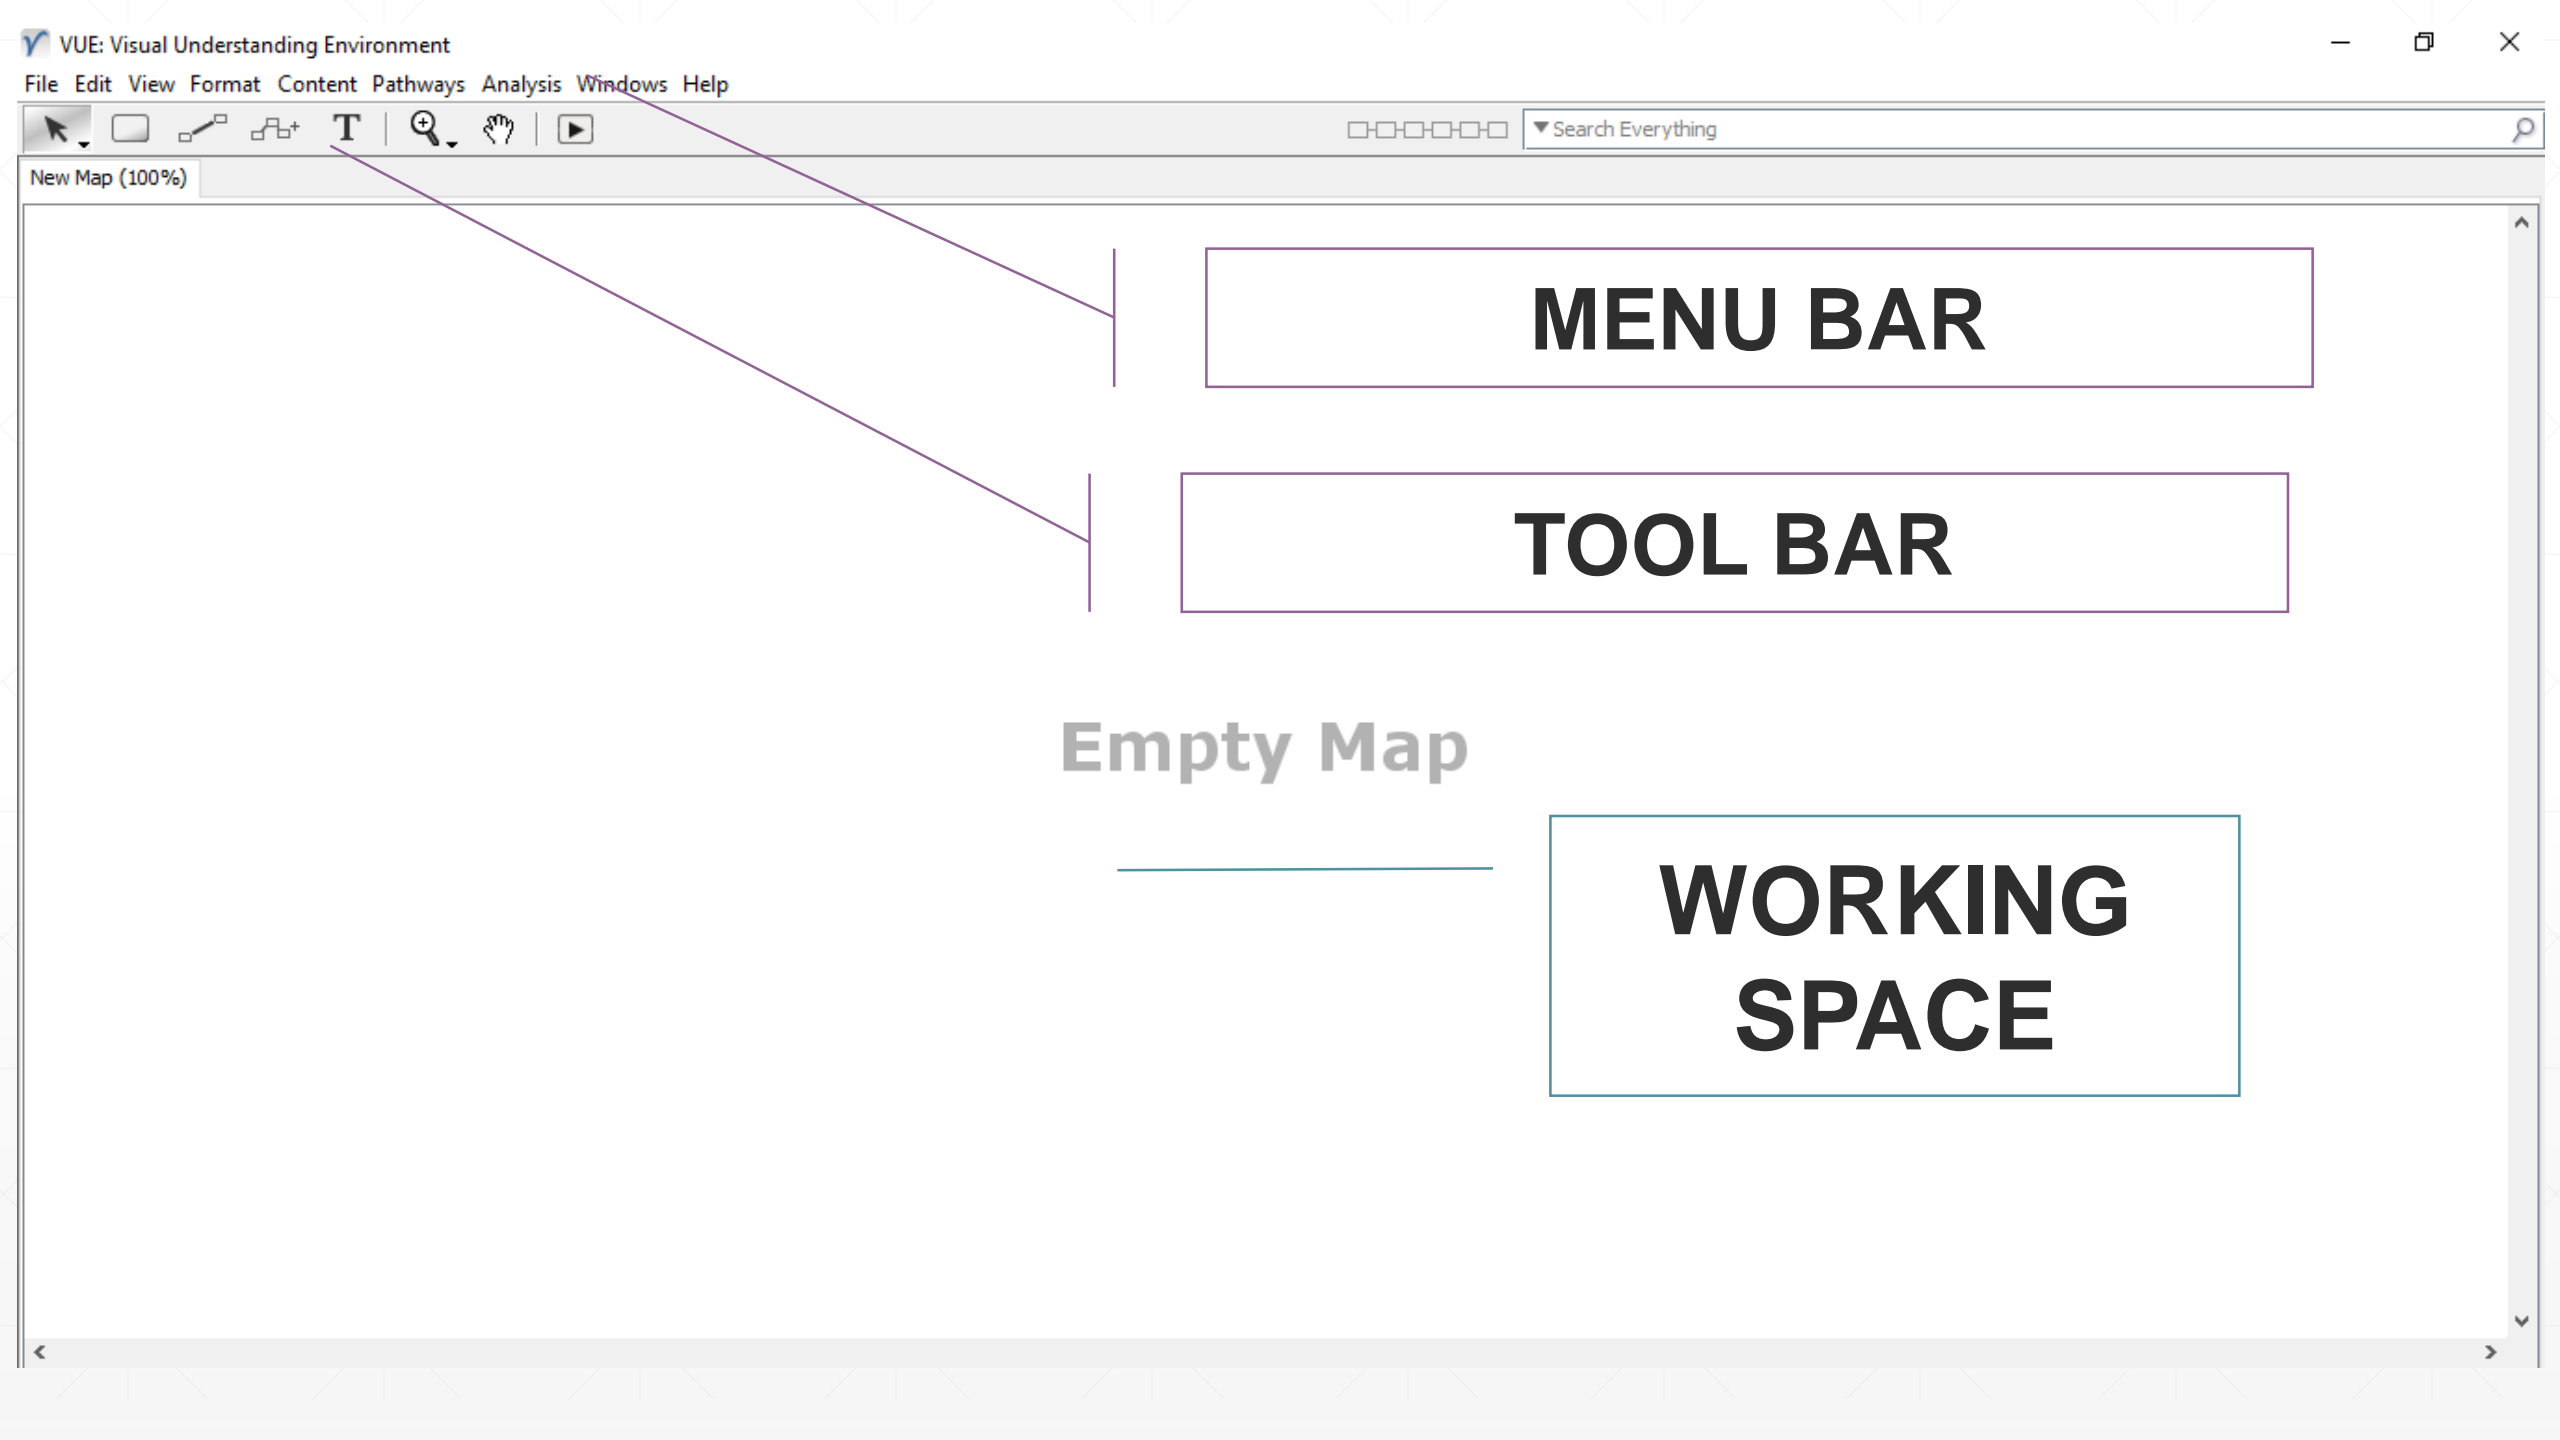 VUE: Visual Understanding Environment
File Edit View Format Content Pathways Analysis Windows Help
T
Search Everything
New Map (100%)
MENU BAR
TOOL BAR
Empty Map
WORKING
SPACE